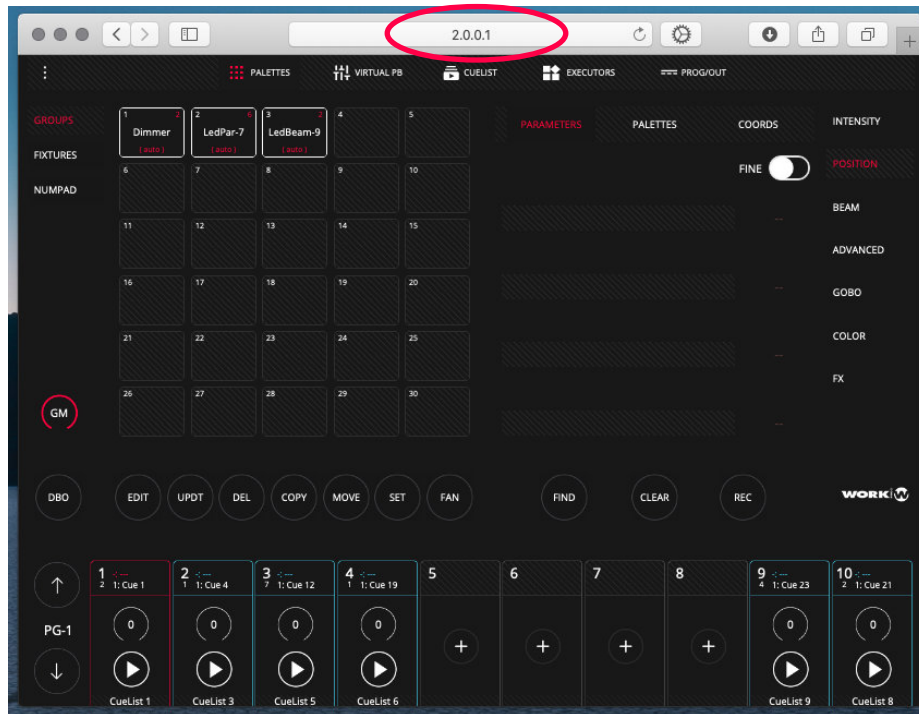 2.0.0.1
PALETTES VIRTUAL PB CUELIST EXECUTORS PROG/OUT
GROUPS
FIXTURES
NUMPAD
1 2 2 6 3 2 4 5
Dimmer LedPar-7 LedBeam-9
(auto) (auto) (auto)
6 7 8 9 10
11 12 13 14 15
16 17 18 19 20
21 22 23 24 25
26 27 28 29 30
PARAMETERS PALETTES COORDS
FINE
--
--
--
--
INTENSITY
POSITION
BEAM
ADVANCED
GOBO
COLOR
FX
GM
DBO EDIT UPDT DEL COPY MOVE SET FAN FIND CLEAR REC
WORK
PG-1
1 -:--
2 1: Cue 1
0
CueList 1
2 -:--
1 1: Cue 4
0
CueList 3
3 -:--
7 1: Cue 12
0
CueList 5
4 -:--
1 1: Cue 19
0
CueList 6
5
+
6
+
7
+
8
+
9 -:--
4 1: Cue 23
0
CueList 9
10 -:--
2 1: Cue 21
0
CueList 8